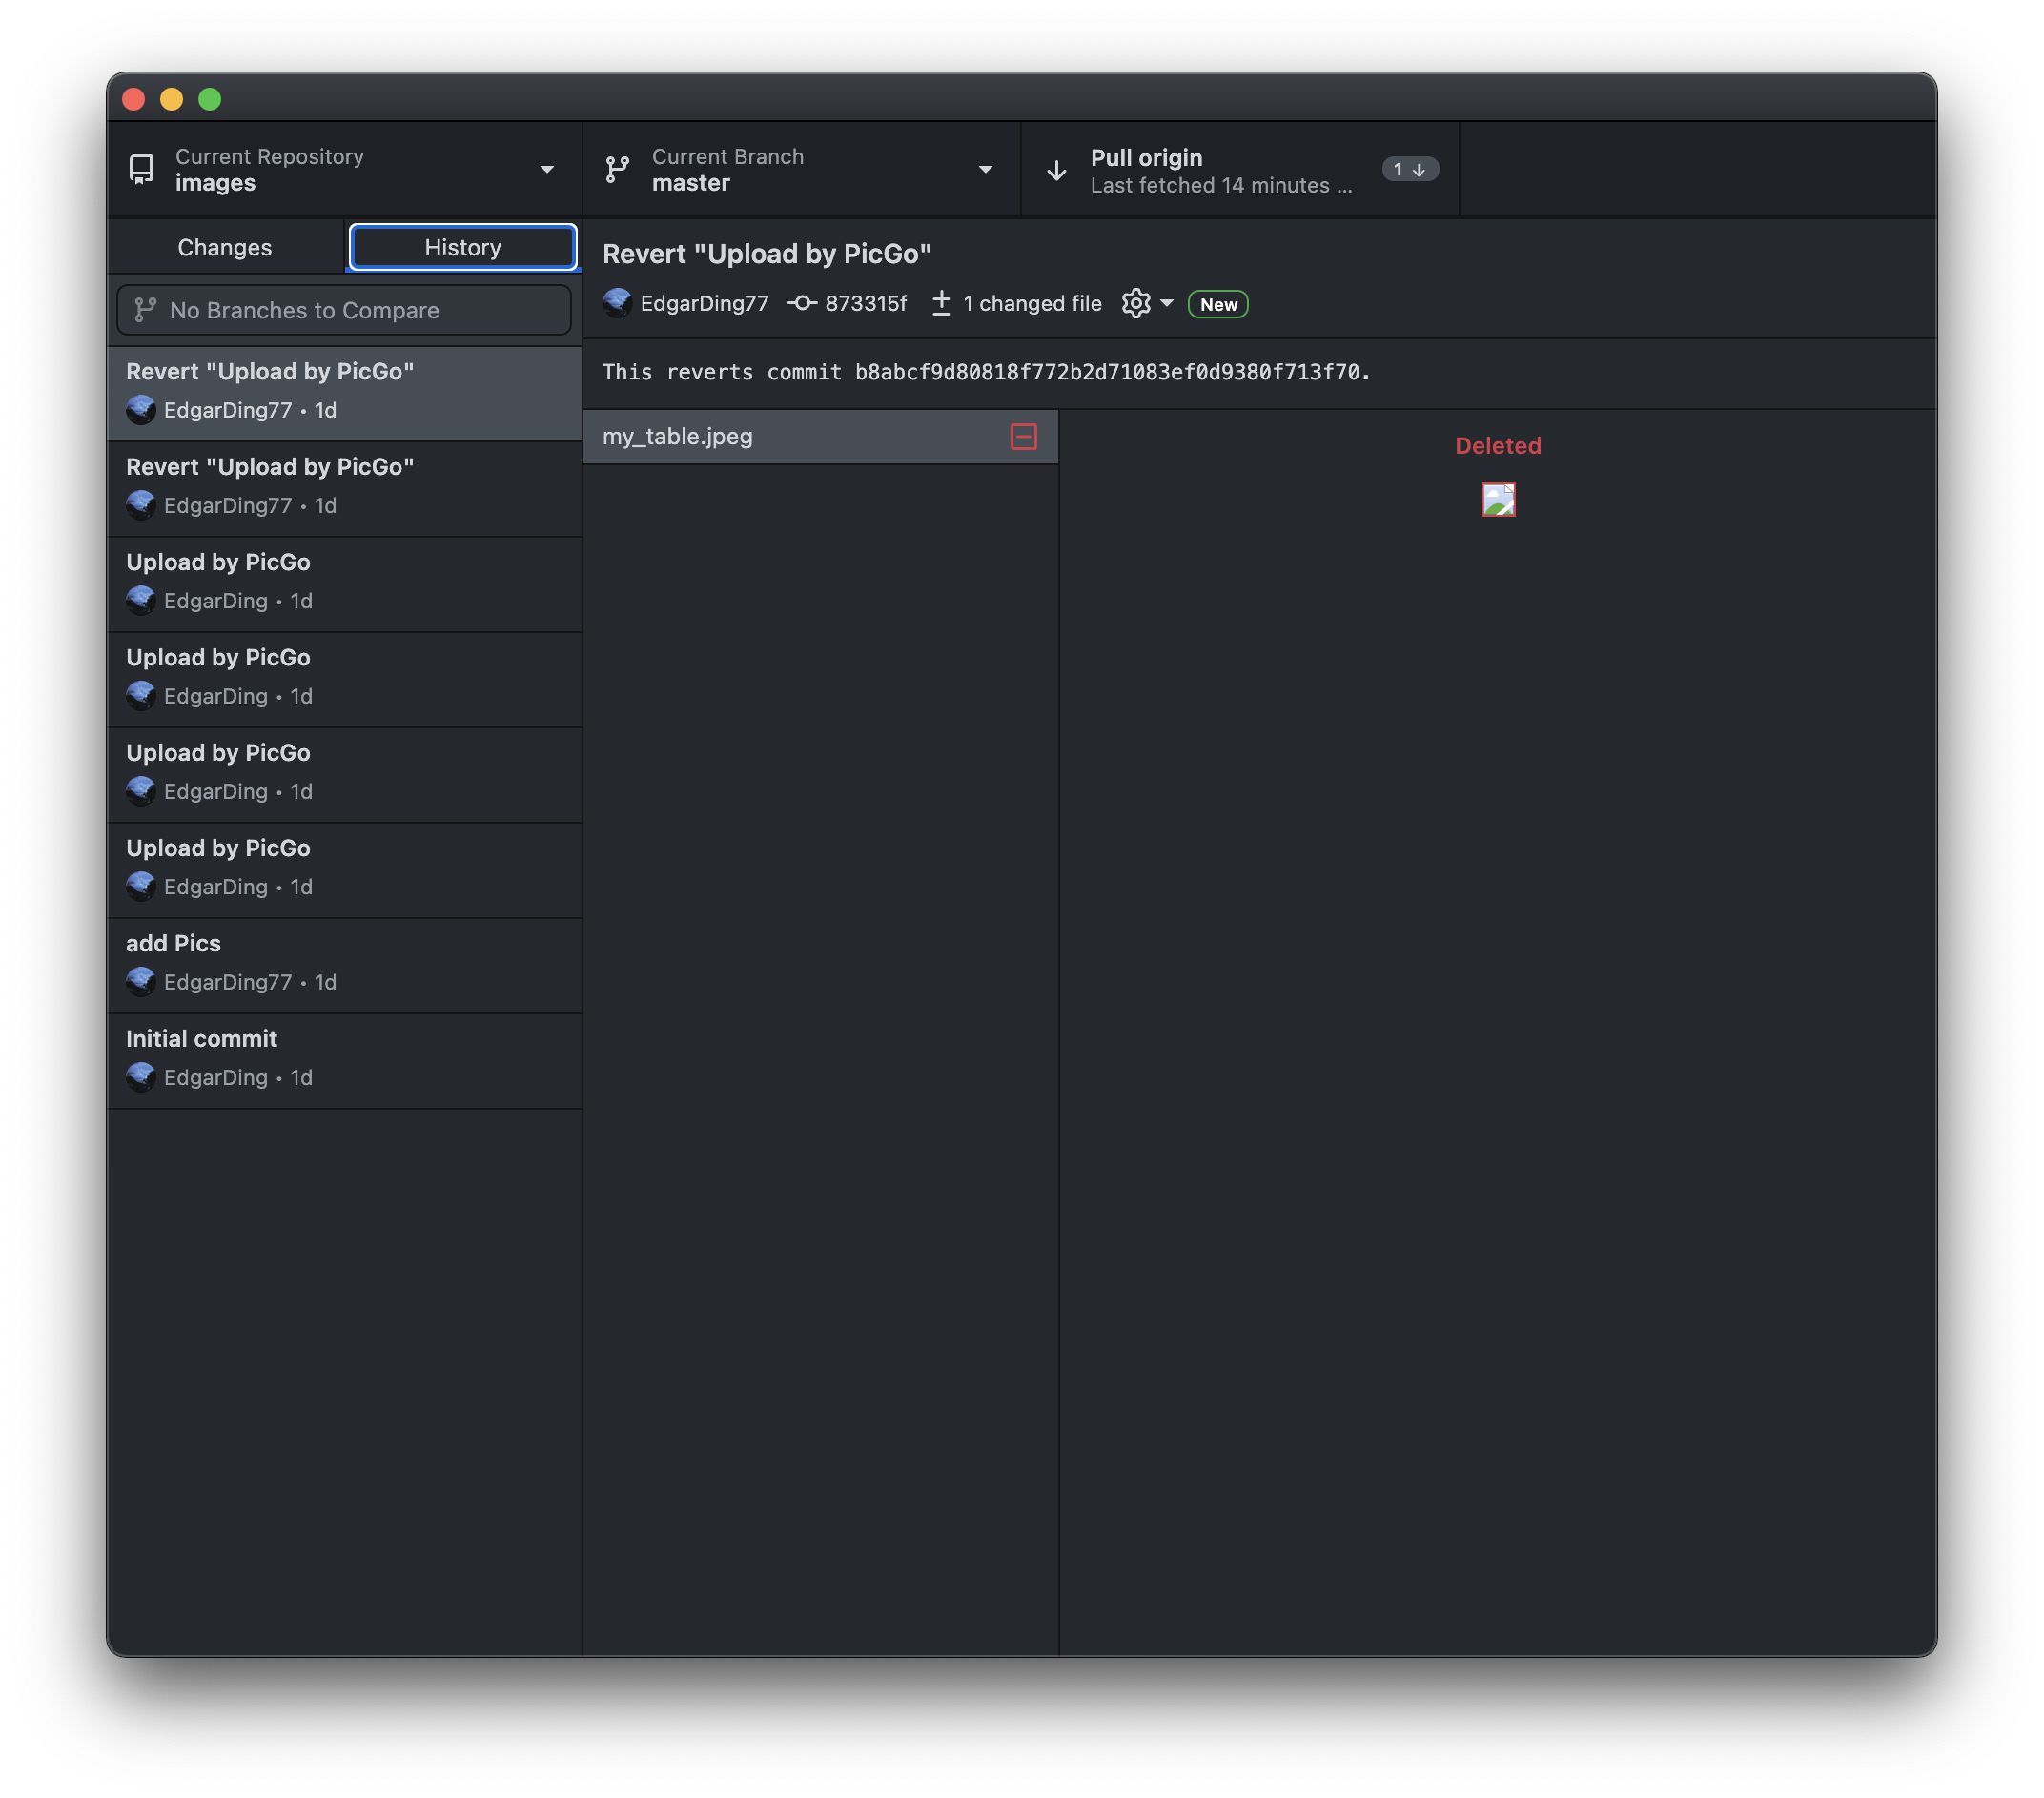 Current Repository
images
Current Branch
master
Pull origin
Last fetched 14 minutes ...
1
Changes
History
No Branches to Compare
Revert "Upload by PicGo"
EdgarDing77 • 1d
Revert "Upload by PicGo"
EdgarDing77 • 1d
Upload by PicGo
EdgarDing • 1d
Upload by PicGo
EdgarDing • 1d
Upload by PicGo
EdgarDing • 1d
Upload by PicGo
EdgarDing • 1d
add Pics
EdgarDing77 • 1d
Initial commit
EdgarDing • 1d
Revert "Upload by PicGo"
EdgarDing77 873315f 1 changed file New
This reverts commit b8abcf9d80818f772b2d71083ef0d9380f713f70.
my_table.jpeg
Deleted